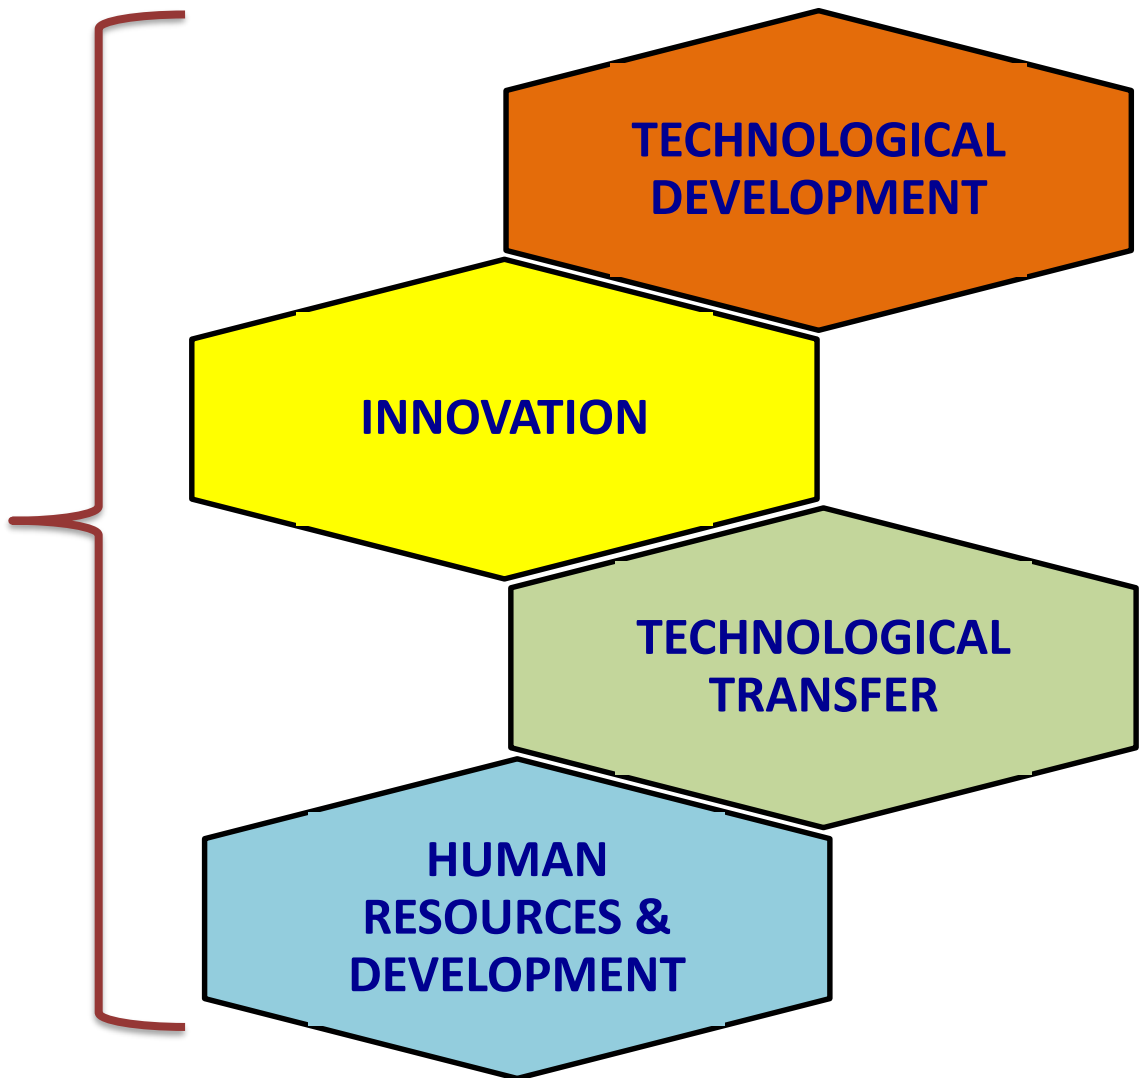 TECHNOLOGICAL
DEVELOPMENT
INNOVATION
TECHNOLOGICAL
TRANSFER
HUMAN
RESOURCES &
DEVELOPMENT